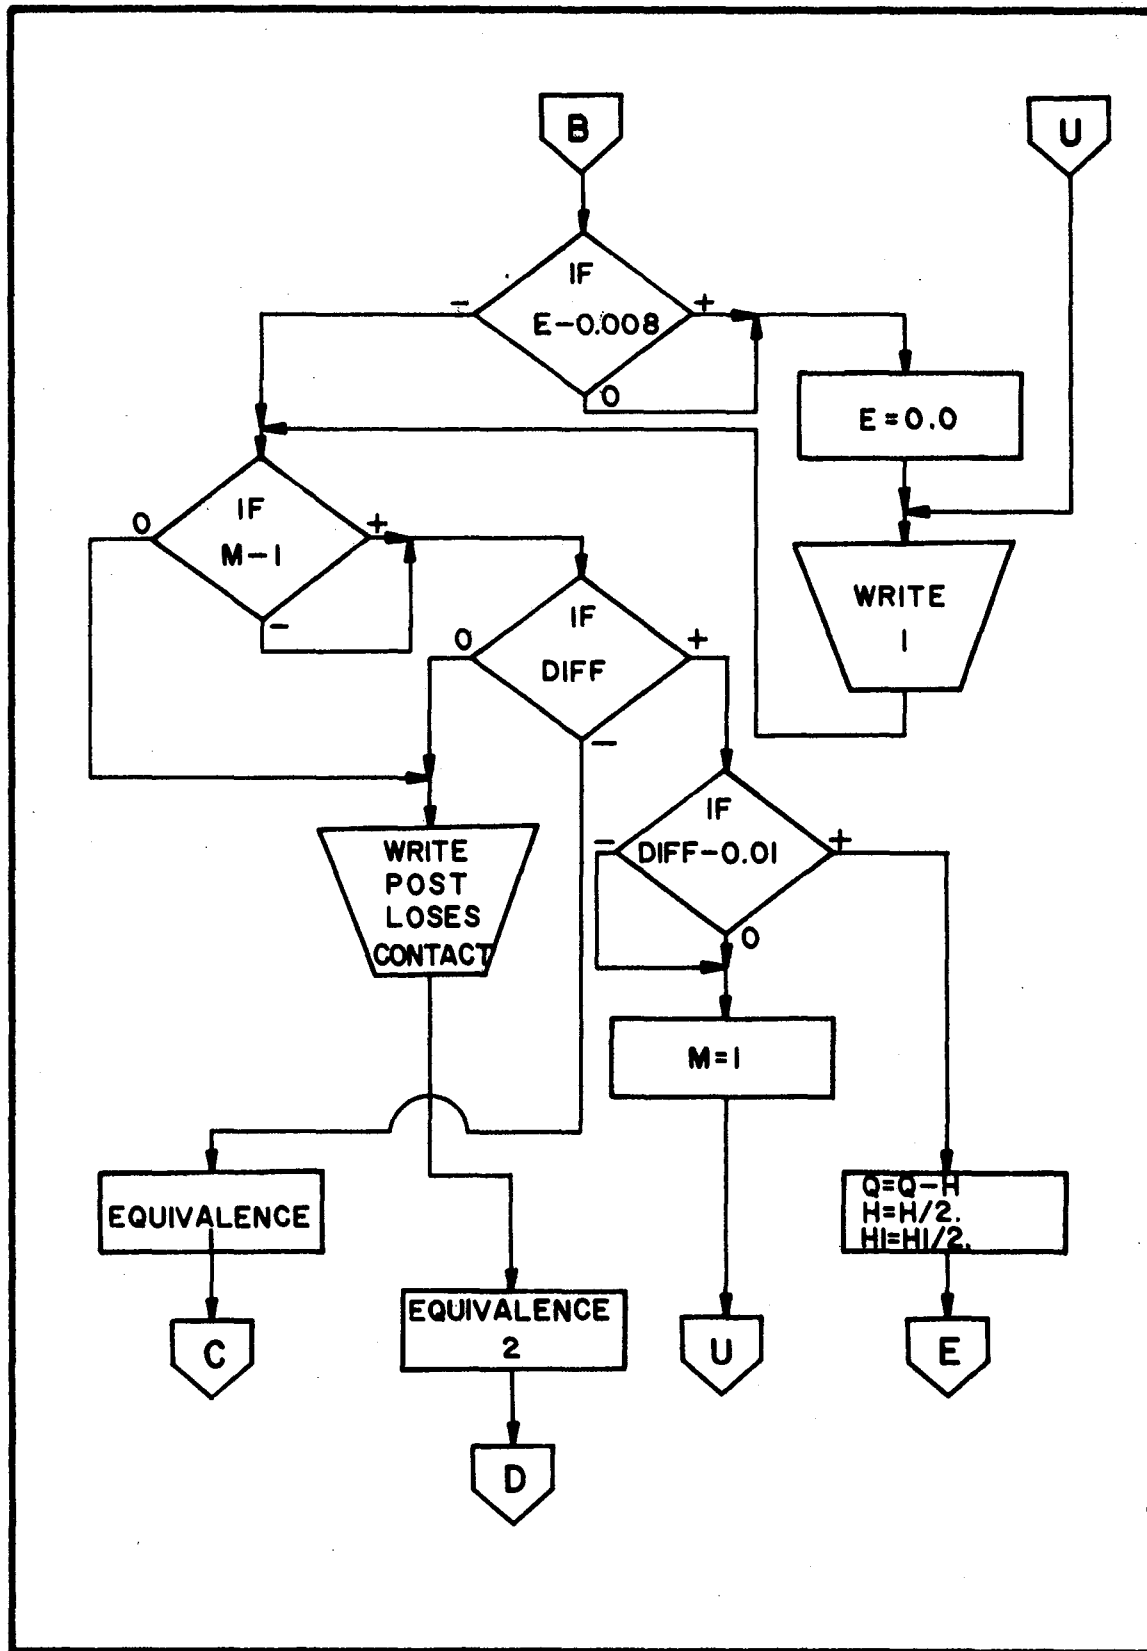 B
U
IF
E-0.008
-
+
0
E=0.0
IF
M-1
0
+
-
WRITE
1
IF
DIFF
0
+
-
IF
DIFF-0.01
-
+
0
WRITE
POST
LOSES
CONTACT
M=1
EQUIVALENCE
Q=Q-H
H=H/2.
H1=H1/2.
EQUIVALENCE
2
C
U
E
D